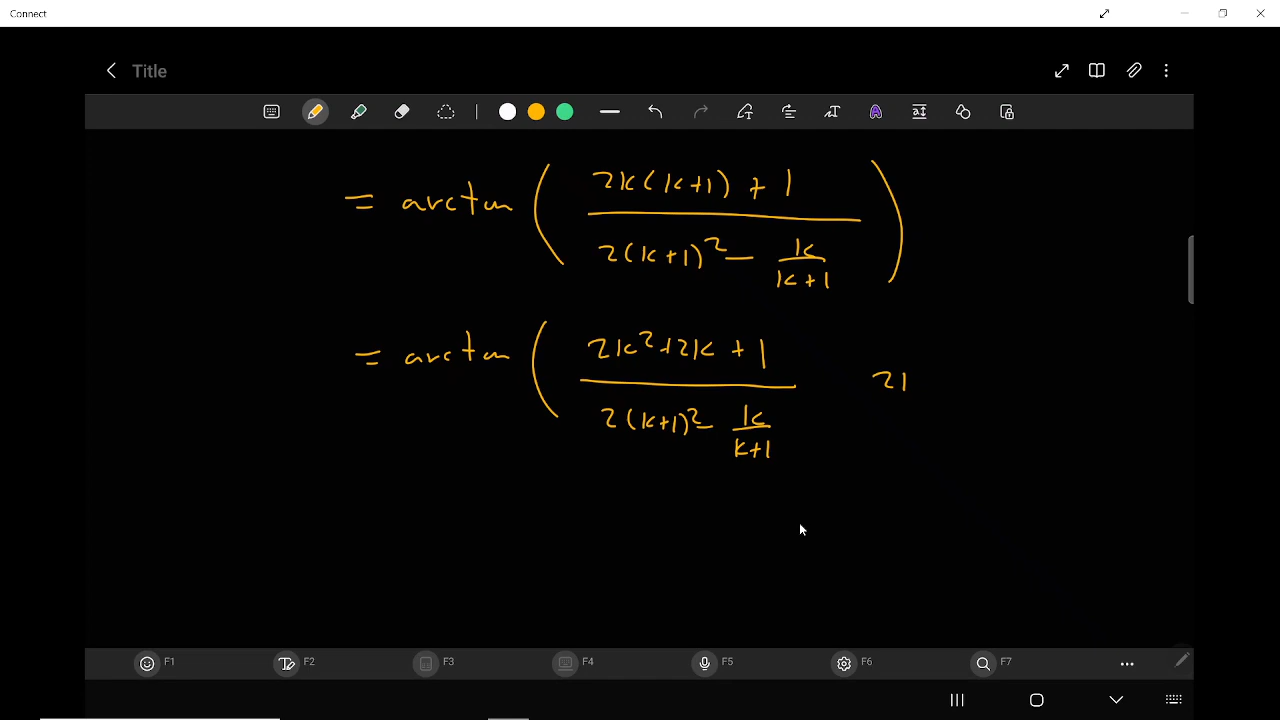 Connect
Title
= arctan ( 2k(k+1) + 1 / 2(k+1)² − k/k+1 )
= arctan ( 2k²+2k + 1 / 2(k+1)² − k/k+1 21
F1 F2 F3 F4 F5 F6 F7